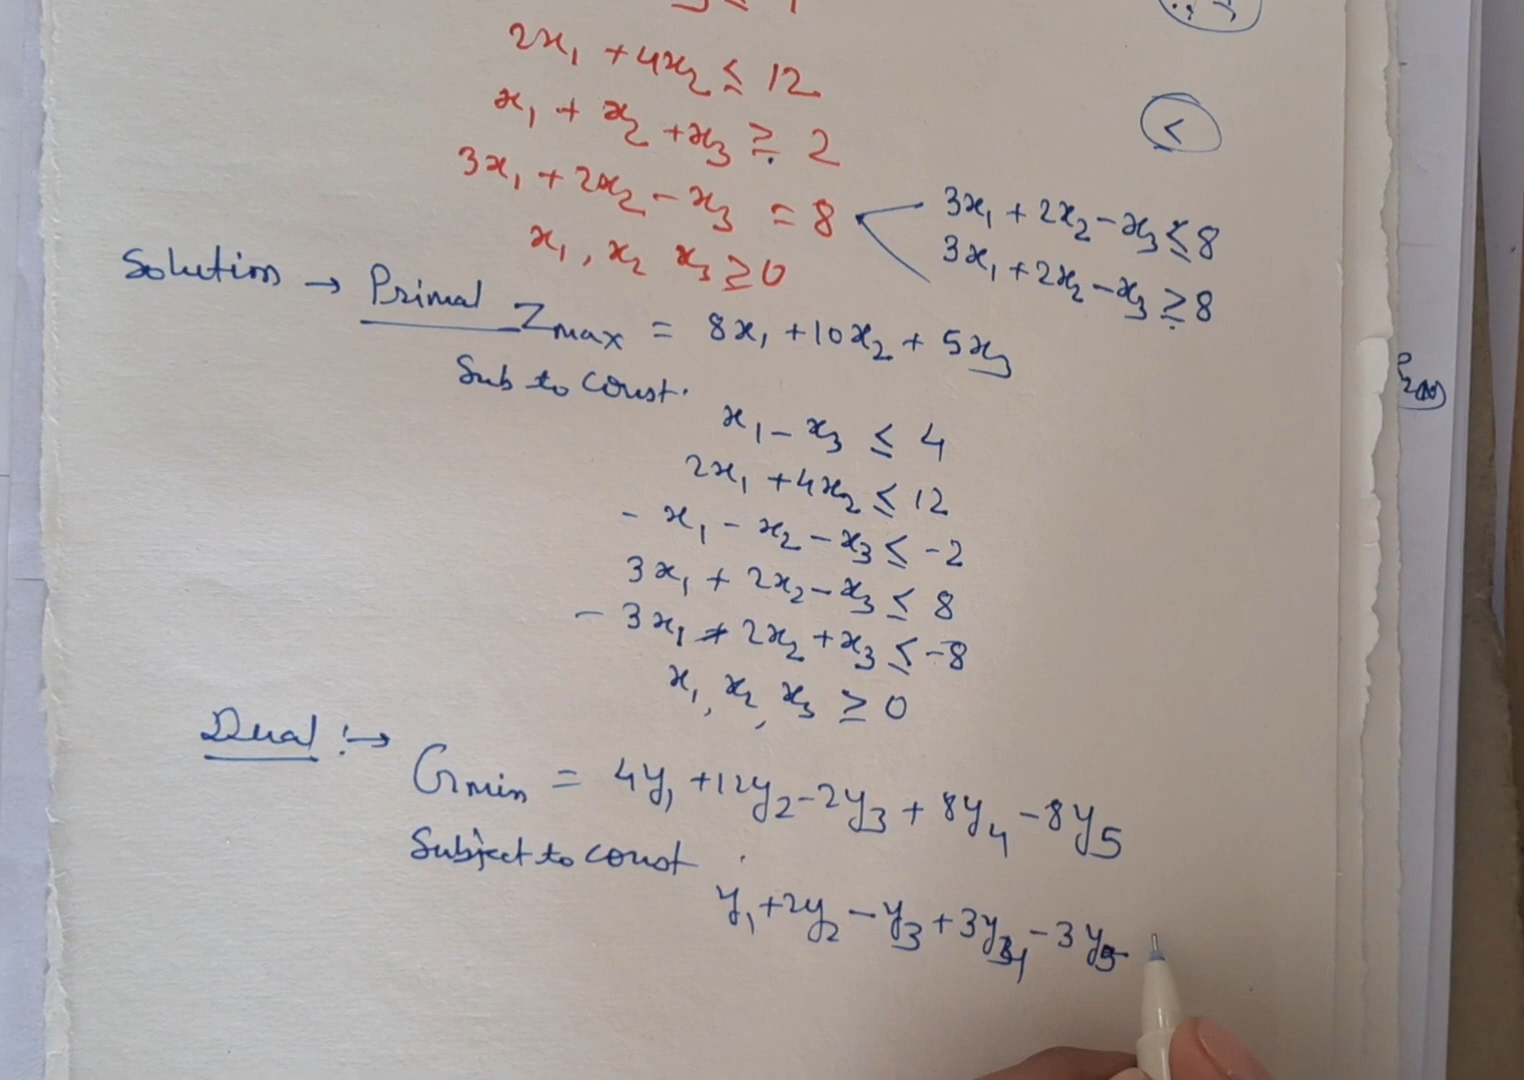 2x₁ + 4x₂ ≤ 12
x₁ + x₂ + x₃ ≥ 2
3x₁ + 2x₂ - x₃ = 8
x₁, x₂ x₃ ≥ 0
<
3x₁ + 2x₂ - x₃ ≤ 8
3x₁ + 2x₂ - x₃ ≥ 8
Solution → Primal Zmax = 8x₁ + 10x₂ + 5x₃
Sub to const.
x₁ - x₃ ≤ 4
2x₁ + 4x₂ ≤ 12
- x₁ - x₂ - x₃ ≤ -2
3x₁ + 2x₂ - x₃ ≤ 8
- 3x₁ - 2x₂ + x₃ ≤ -8
x₁, x₂, x₃ ≥ 0
Dual :→ Gmin = 4y₁ + 12y₂ - 2y₃ + 8y₄ - 8y₅
Subject to const
y₁ + 2y₂ - y₃ + 3y₄ - 3y₅